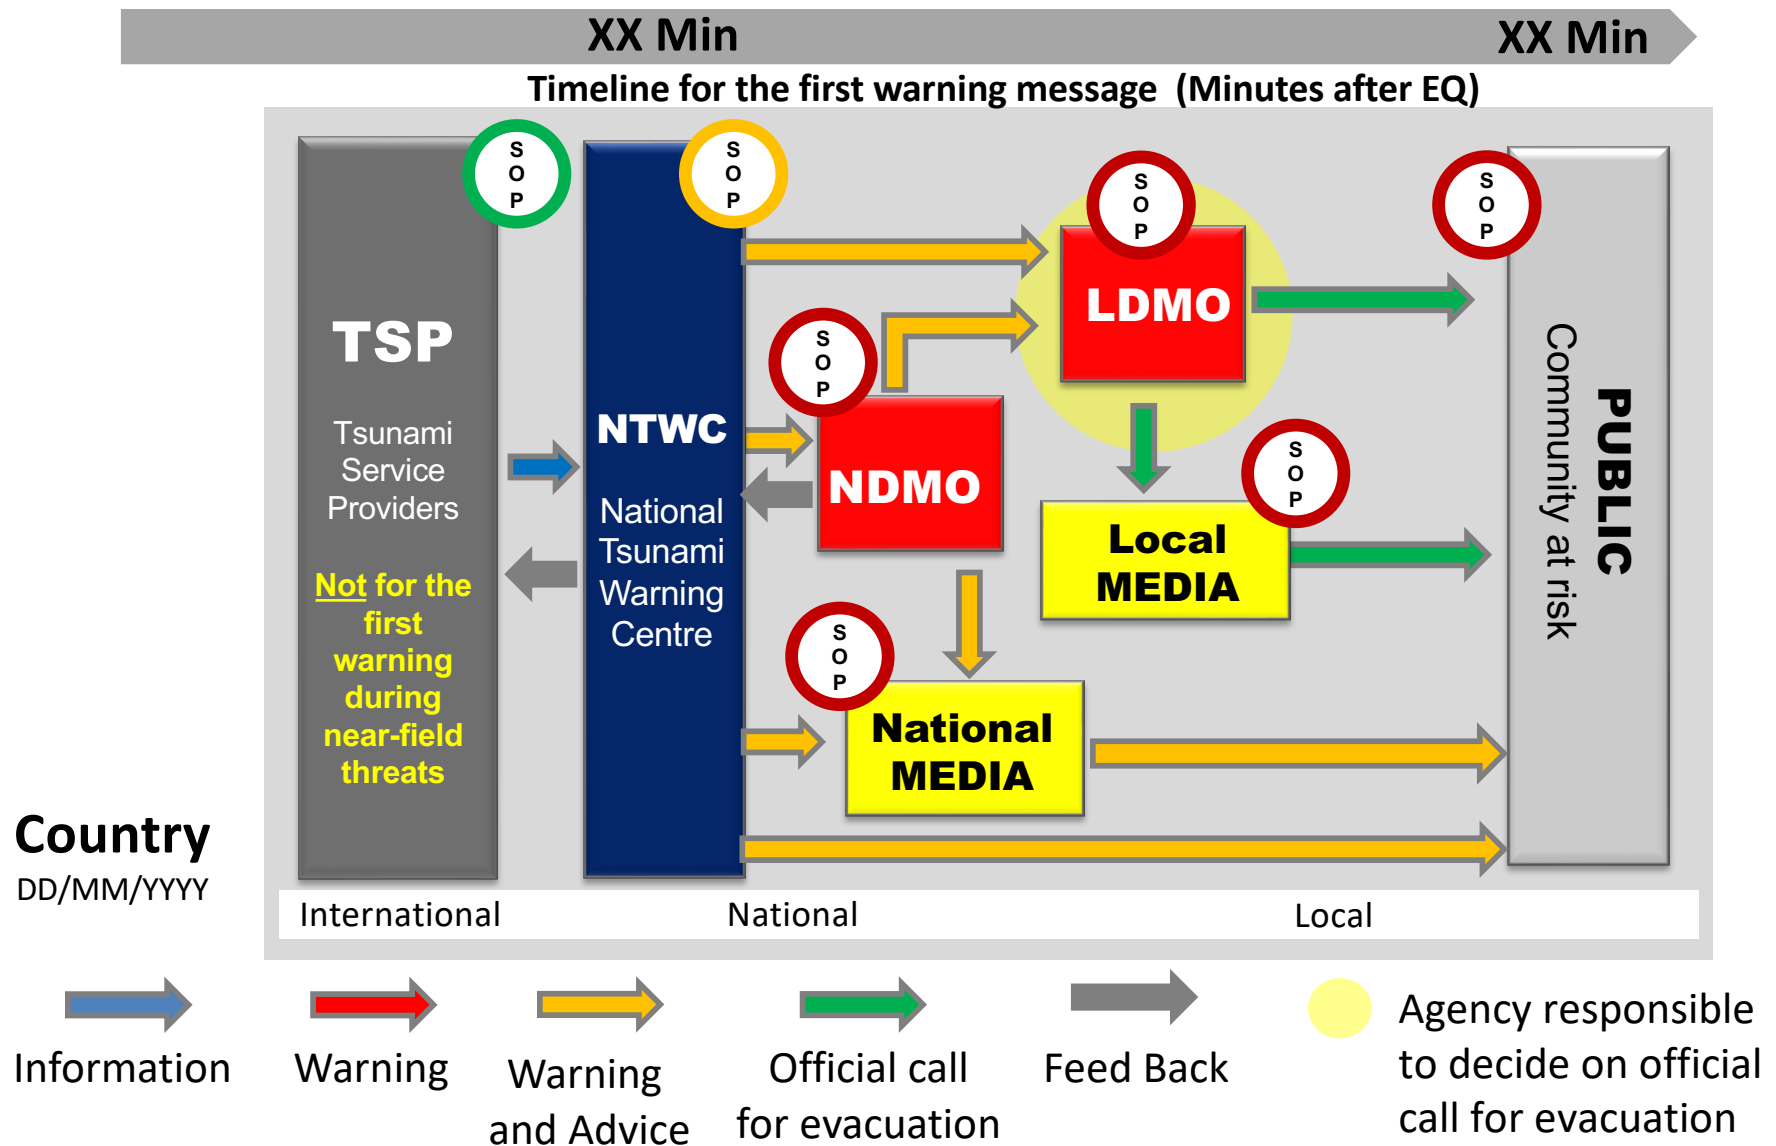 XX Min
XX Min
Timeline for the first warning message (Minutes after EQ)
S
O
P
S
O
P
S
O
P
S
O
P
TSP
Tsunami
Service
Providers
Not for the
first
warning
during
near-field
threats
NTWC
National
Tsunami
Warning
Centre
LDMO
S
O
P
NDMO
S
O
P
Local
MEDIA
S
O
P
National
MEDIA
PUBLIC
Community at risk
Country
DD/MM/YYYY
International
National
Local
Information
Warning
Warning
and Advice
Official call
for evacuation
Feed Back
Agency responsible
to decide on official
call for evacuation